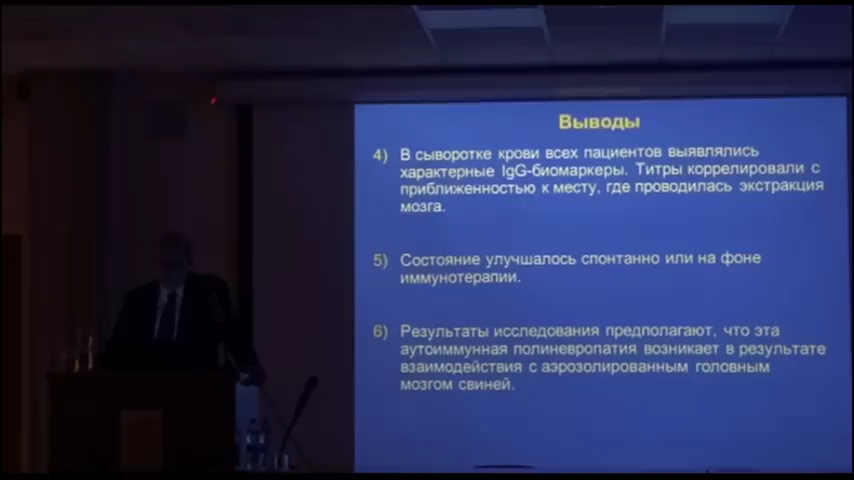 Выводы
4) В сыворотке крови всех пациентов выявлялись
характерные IgG-биомаркеры. Титры коррелировали с
приближенностью к месту, где проводилась экстракция
мозга.
5) Состояние улучшалось спонтанно или на фоне
иммунотерапии.
6) Результаты исследования предполагают, что эта
аутоиммунная полиневропатия возникает в результате
взаимодействия с аэрозолированным головным
мозгом свиней.